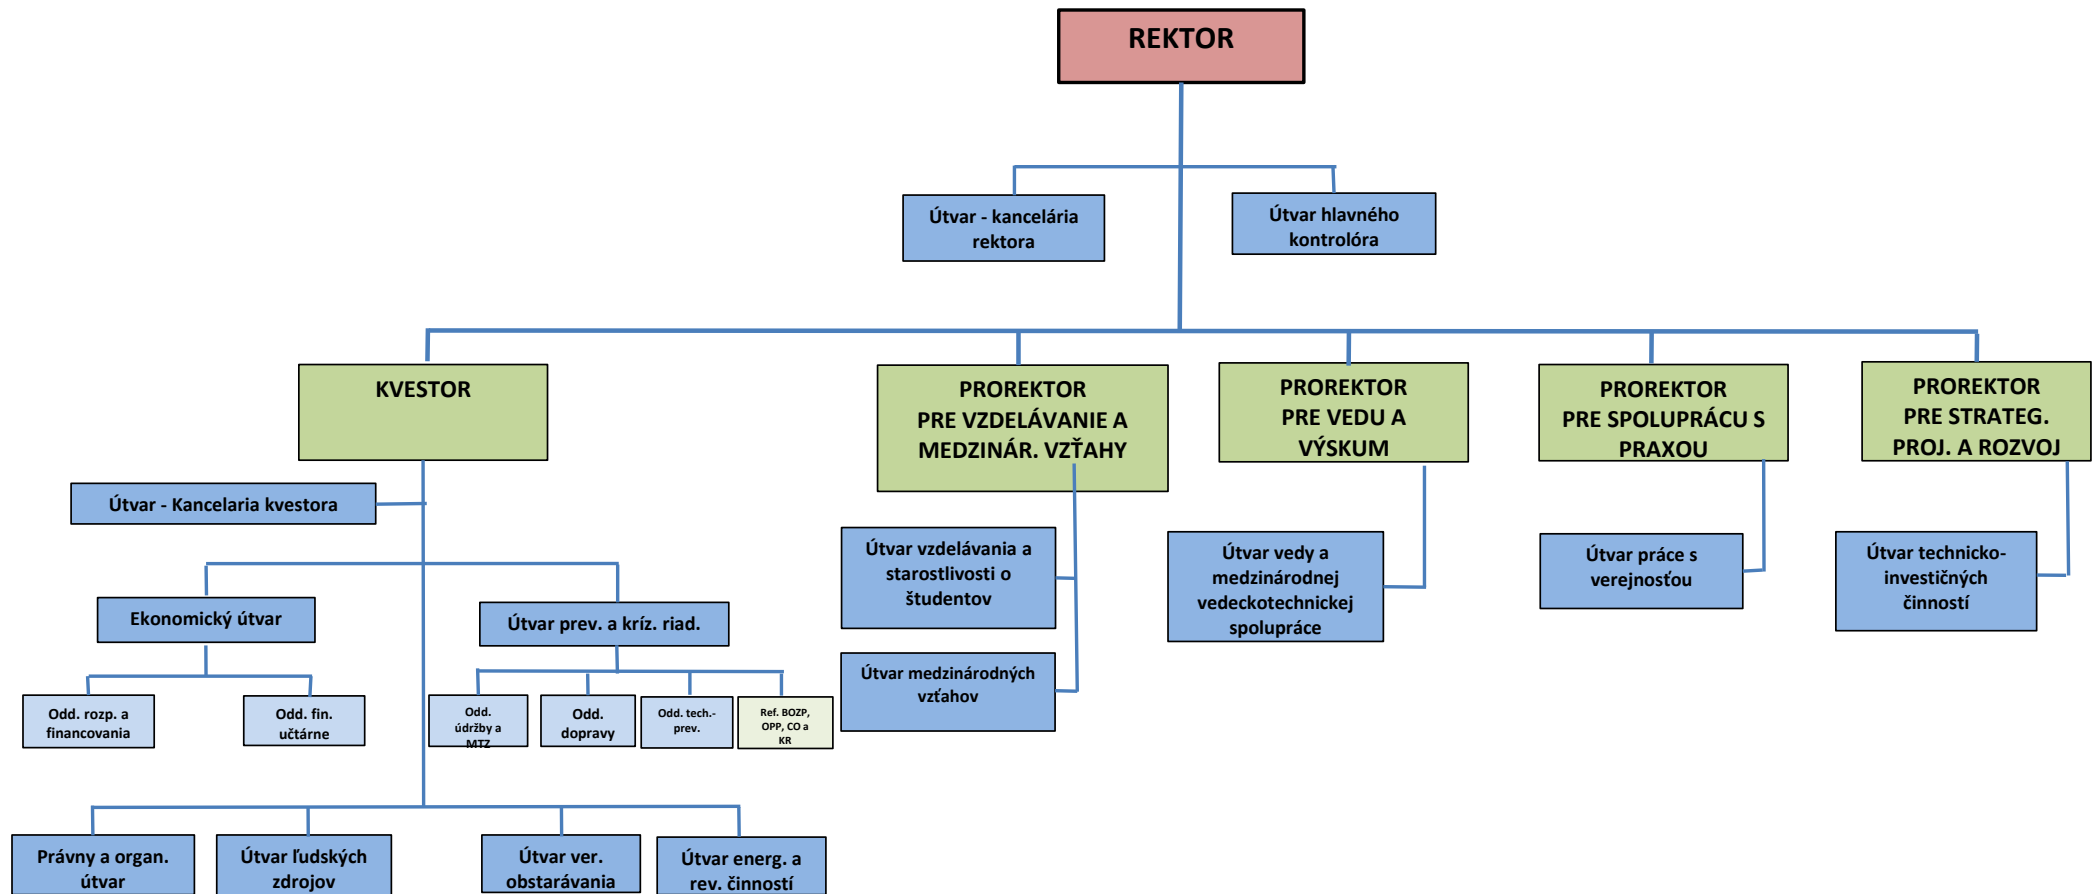 REKTOR
Útvar - kancelária
rektora
Útvar hlavného
kontrolóra
KVESTOR
PROREKTOR
PRE VZDELÁVANIE A
MEDZINÁR. VZŤAHY
PROREKTOR
PRE VEDU A
VÝSKUM
PROREKTOR
PRE SPOLUPRÁCU S
PRAXOU
PROREKTOR
PRE STRATEG.
PROJ. A ROZVOJ
Útvar - Kancelaria kvestora
Útvar vzdelávania a
starostlivosti o
študentov
Útvar vedy a
medzinárodnej
vedeckotechnickej
spolupráce
Útvar práce s
verejnosťou
Útvar technicko-
investičných
činností
Ekonomický útvar
Útvar prev. a kríz. riad.
Útvar medzinárodných
vzťahov
Odd. rozp. a
financovania
Odd. fin.
učtárne
Odd.
údržby a
MTZ
Odd.
dopravy
Odd. tech.-
prev.
Ref. BOZP,
OPP, CO a
KR
Právny a organ.
útvar
Útvar ľudských
zdrojov
Útvar ver.
obstarávania
Útvar energ. a
rev. činností